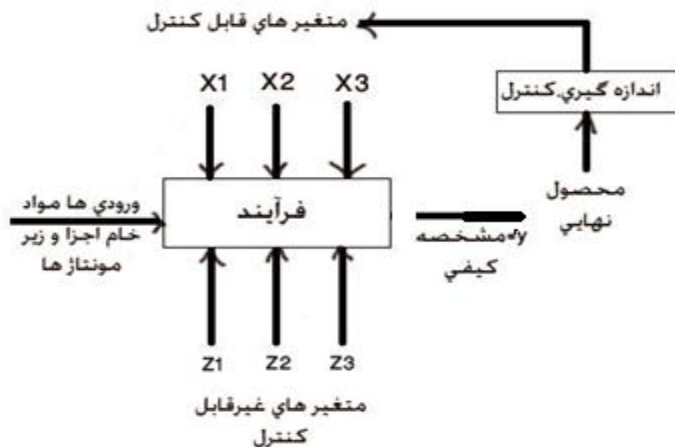 متغير هاي قابل كنترل
اندازه گيري،كنترل
X1 X2 X3
محصول
نهايي
ورودي ها مواد
خام اجزا و زير
مونتاژ ها
فرآيند
y،مشخصه
كيفي
Z1 Z2 Z3
متغير هاي غيرقابل
كنترل